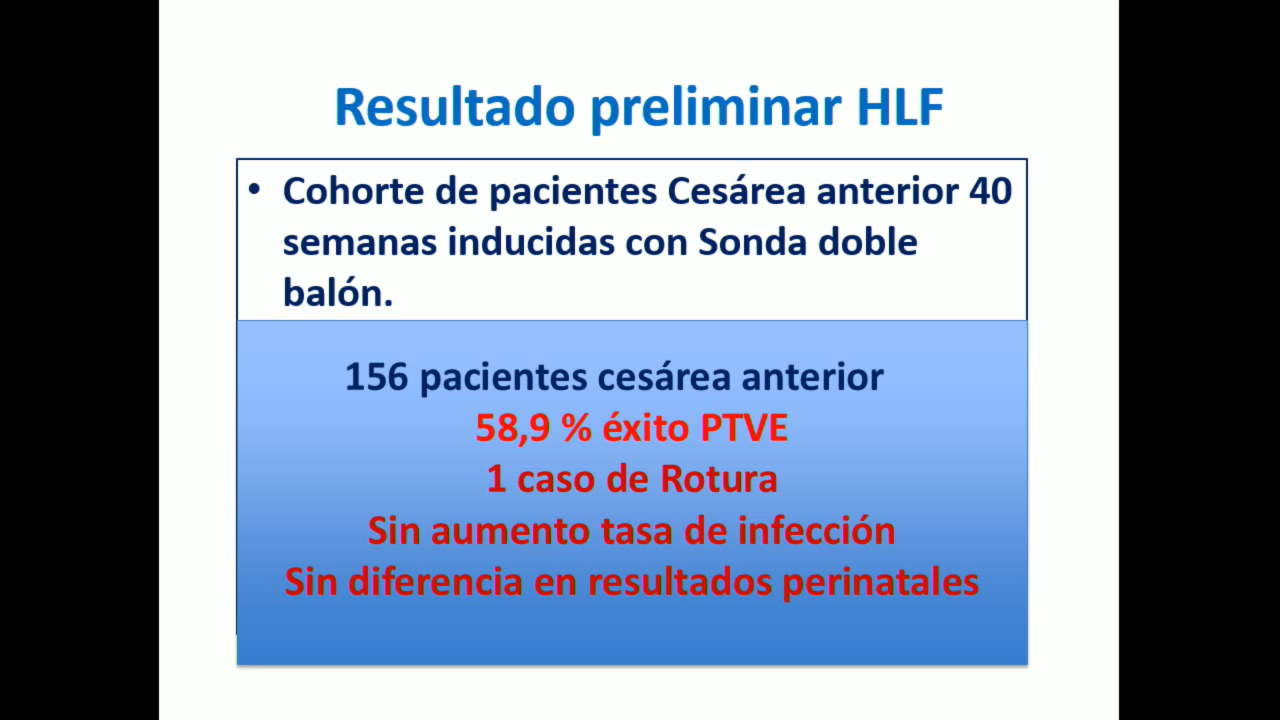 Resultado preliminar HLF
• Cohorte de pacientes Cesárea anterior 40
semanas inducidas con Sonda doble
balón.
156 pacientes cesárea anterior
58,9 % éxito PTVE
1 caso de Rotura
Sin aumento tasa de infección
Sin diferencia en resultados perinatales